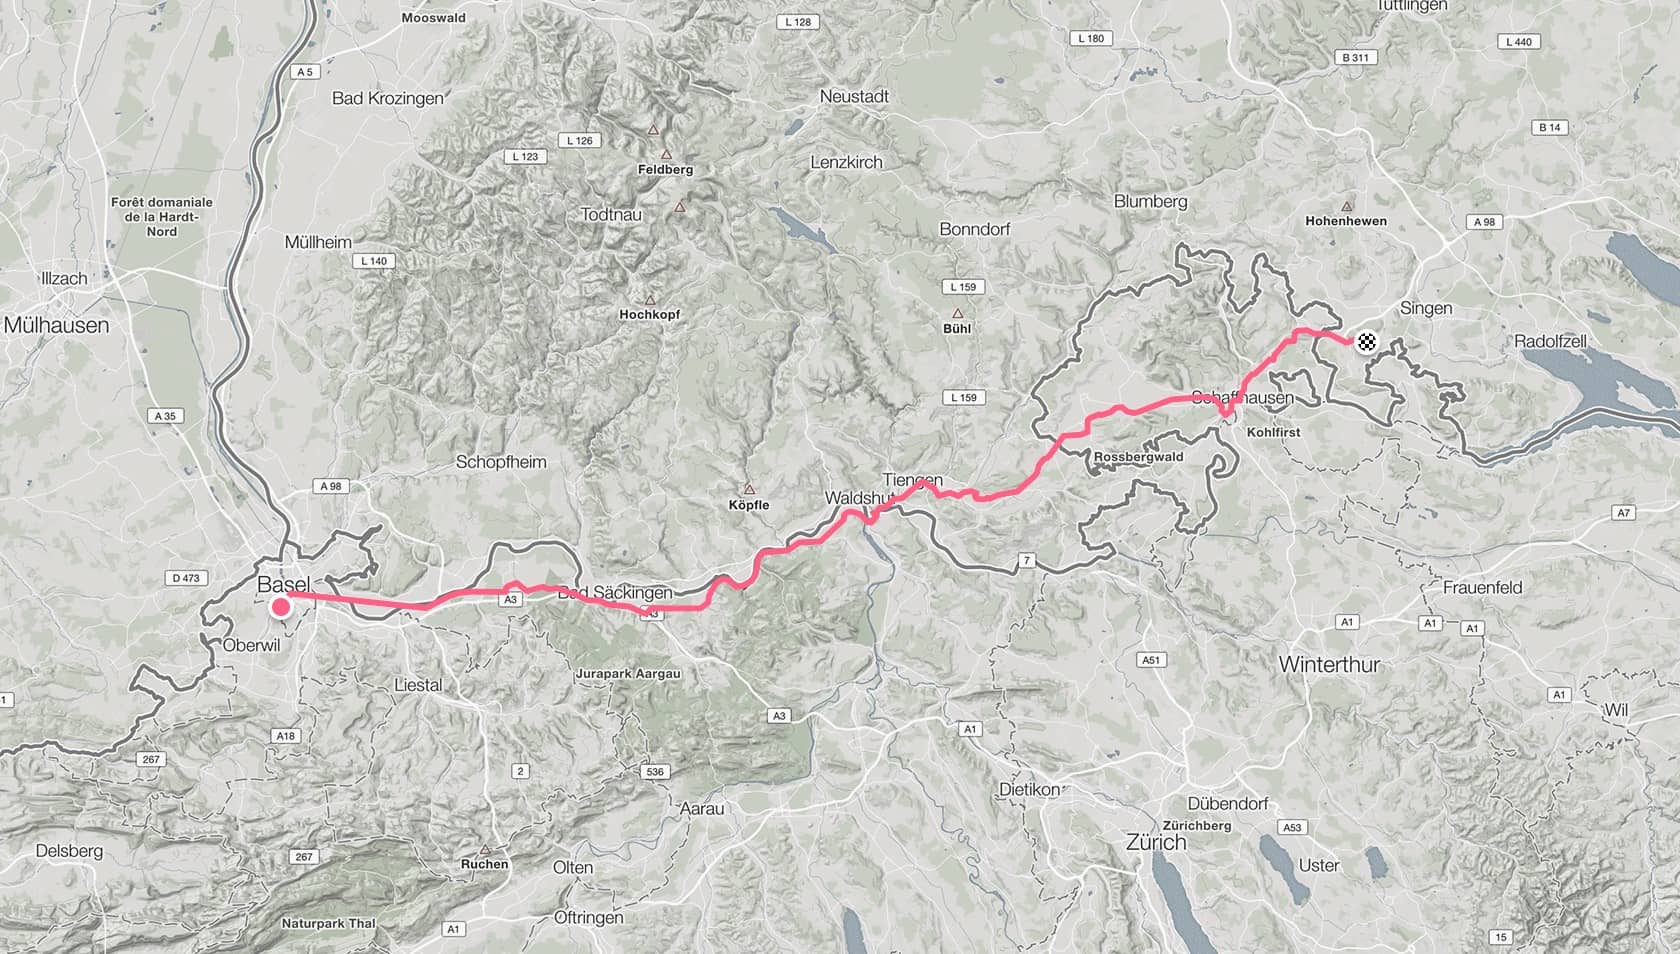 Tuttlingen
Mooswald
L 128
L 180
L 440
B 311
A 5
Bad Krozingen
Neustadt
B 14
L 126
L 123
Feldberg
Lenzkirch
Forêt domaniale
de la Hardt-
Nord
Todtnau
Blumberg
Hohenhewen
A 98
Müllheim
Bonndorf
L 140
Illzach
L 159
Hochkopf
Bühl
Singen
Mülhausen
Radolfzell
A 35
L 159
Schaffhausen
Kohlfirst
Schopfheim
Rossbergwald
A 98
Tiengen
Köpfle
Waldshut
A7
7
D 473
Basel
Bad Säckingen
A3
A3
Frauenfeld
A1
A1
A1
Oberwil
A51
Winterthur
Jurapark Aargau
Liestal
1
A1
Wil
A3
A18
A1
267
2
536
Dietikon
Aarau
Dübendorf
Zürichberg
A53
Zürich
Delsberg
267
Ruchen
Olten
Uster
Naturpark Thal
Oftringen
A1
15